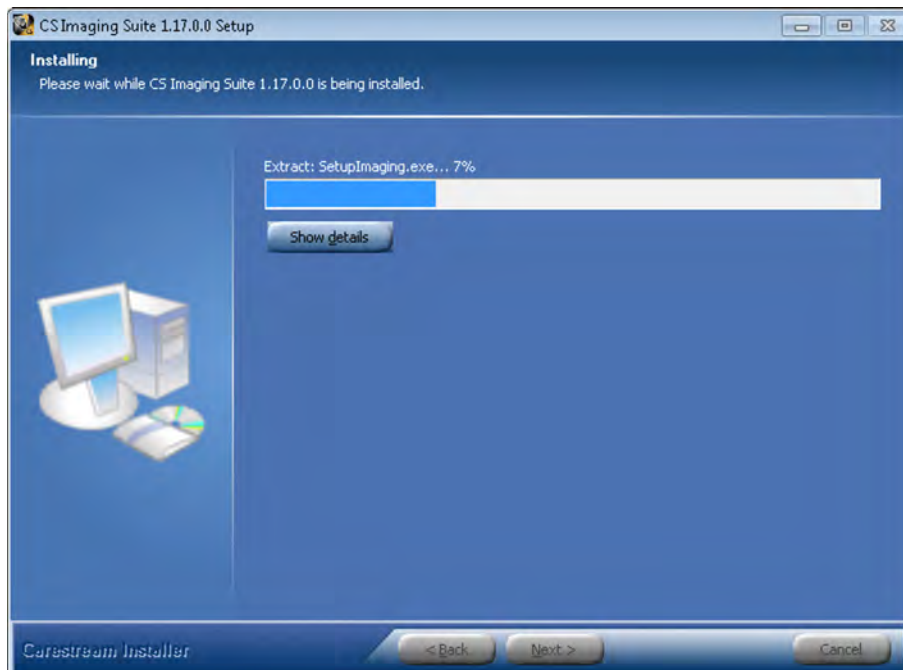 CS Imaging Suite 1.17.0.0 Setup
Installing
Please wait while CS Imaging Suite 1.17.0.0 is being installed.
Extract: SetupImaging.exe... 7%
Show details
Carestream Installer
< Back
Next >
Cancel